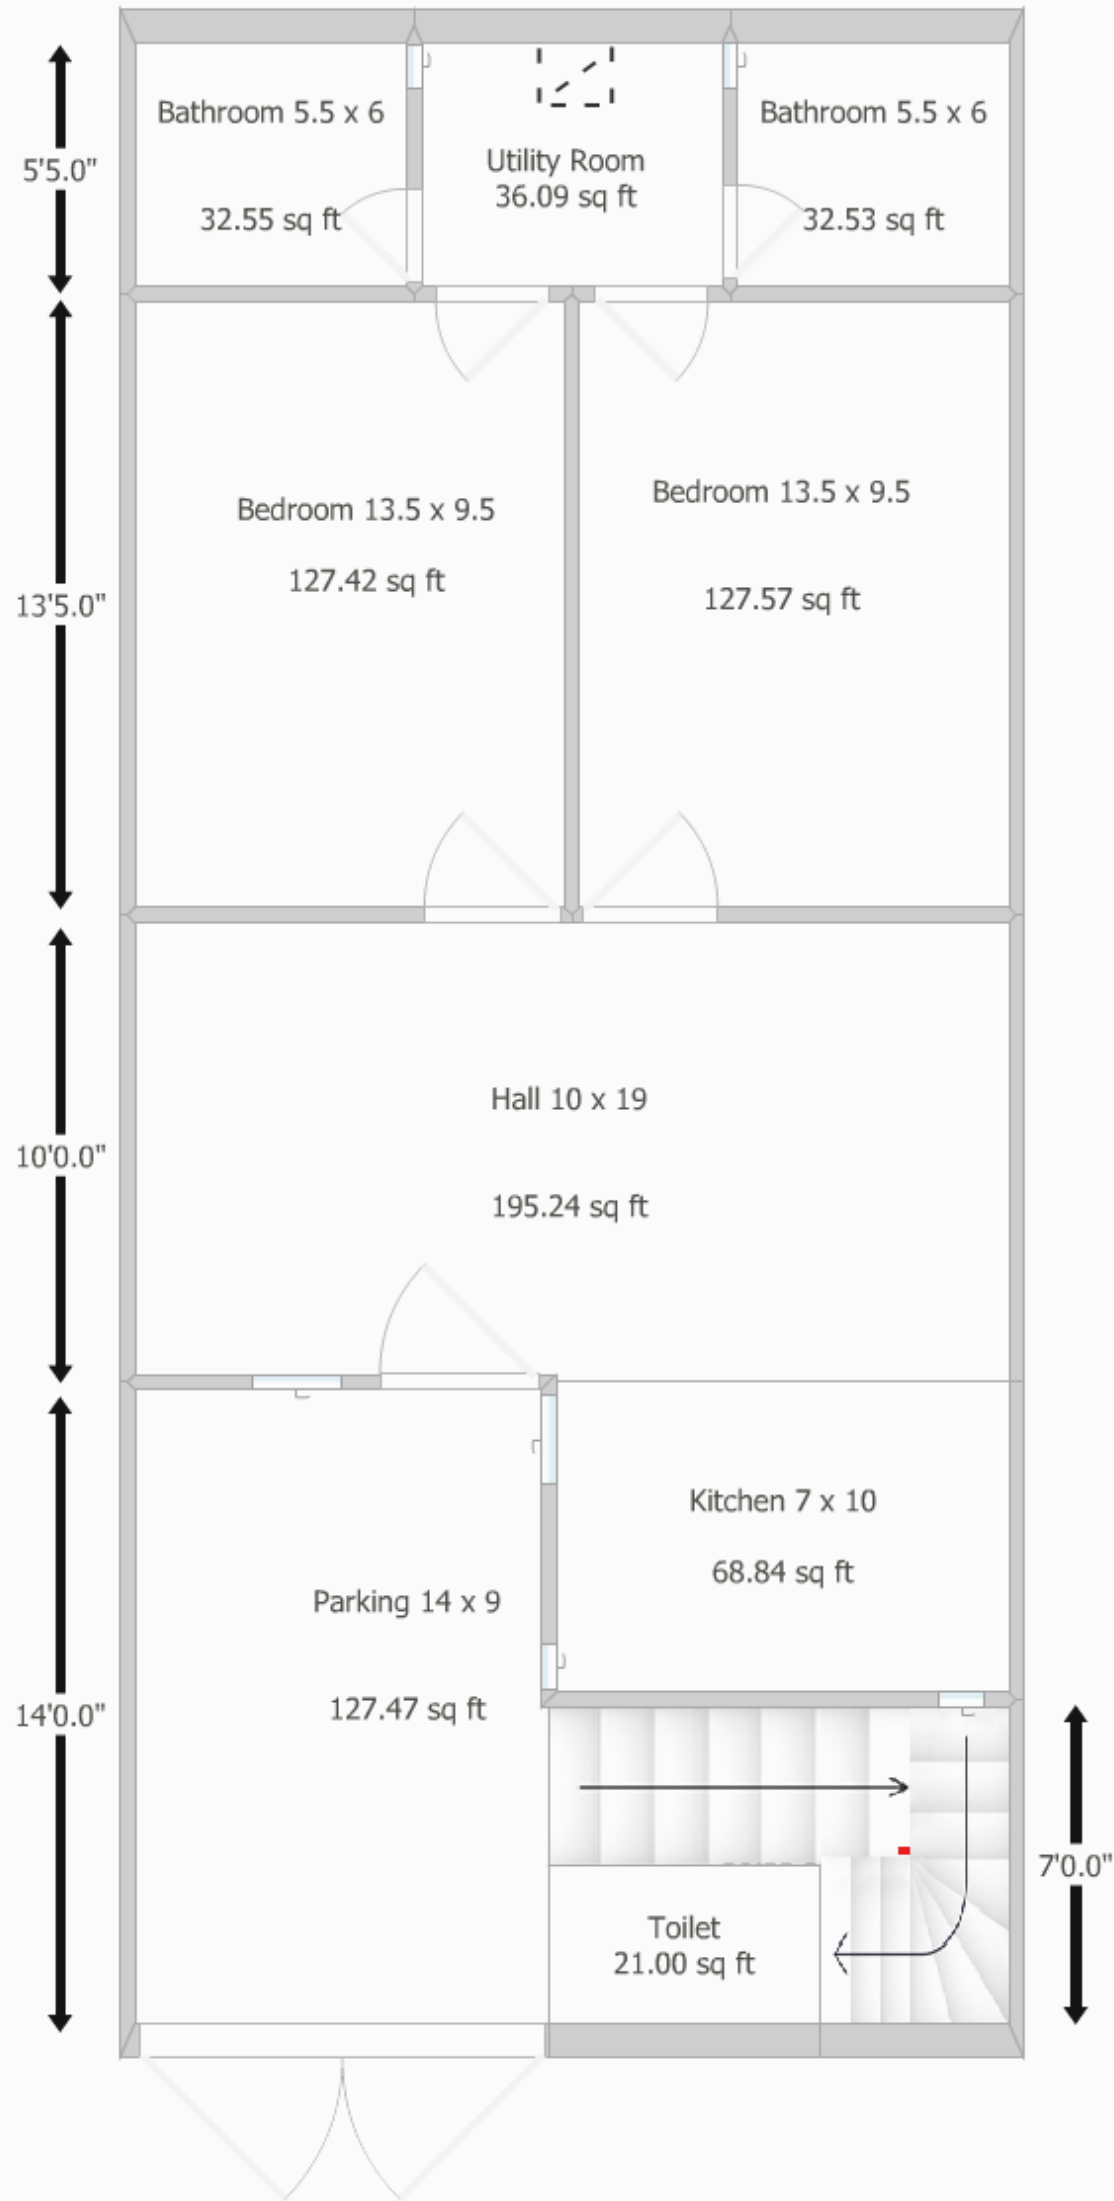 Bathroom 5.5 x 6
32.55 sq ft
Utility Room
36.09 sq ft
Bathroom 5.5 x 6
32.53 sq ft
5'5.0"
Bedroom 13.5 x 9.5
127.42 sq ft
Bedroom 13.5 x 9.5
127.57 sq ft
13'5.0"
Hall 10 x 19
195.24 sq ft
10'0.0"
Kitchen 7 x 10
68.84 sq ft
Parking 14 x 9
127.47 sq ft
14'0.0"
Toilet
21.00 sq ft
7'0.0"